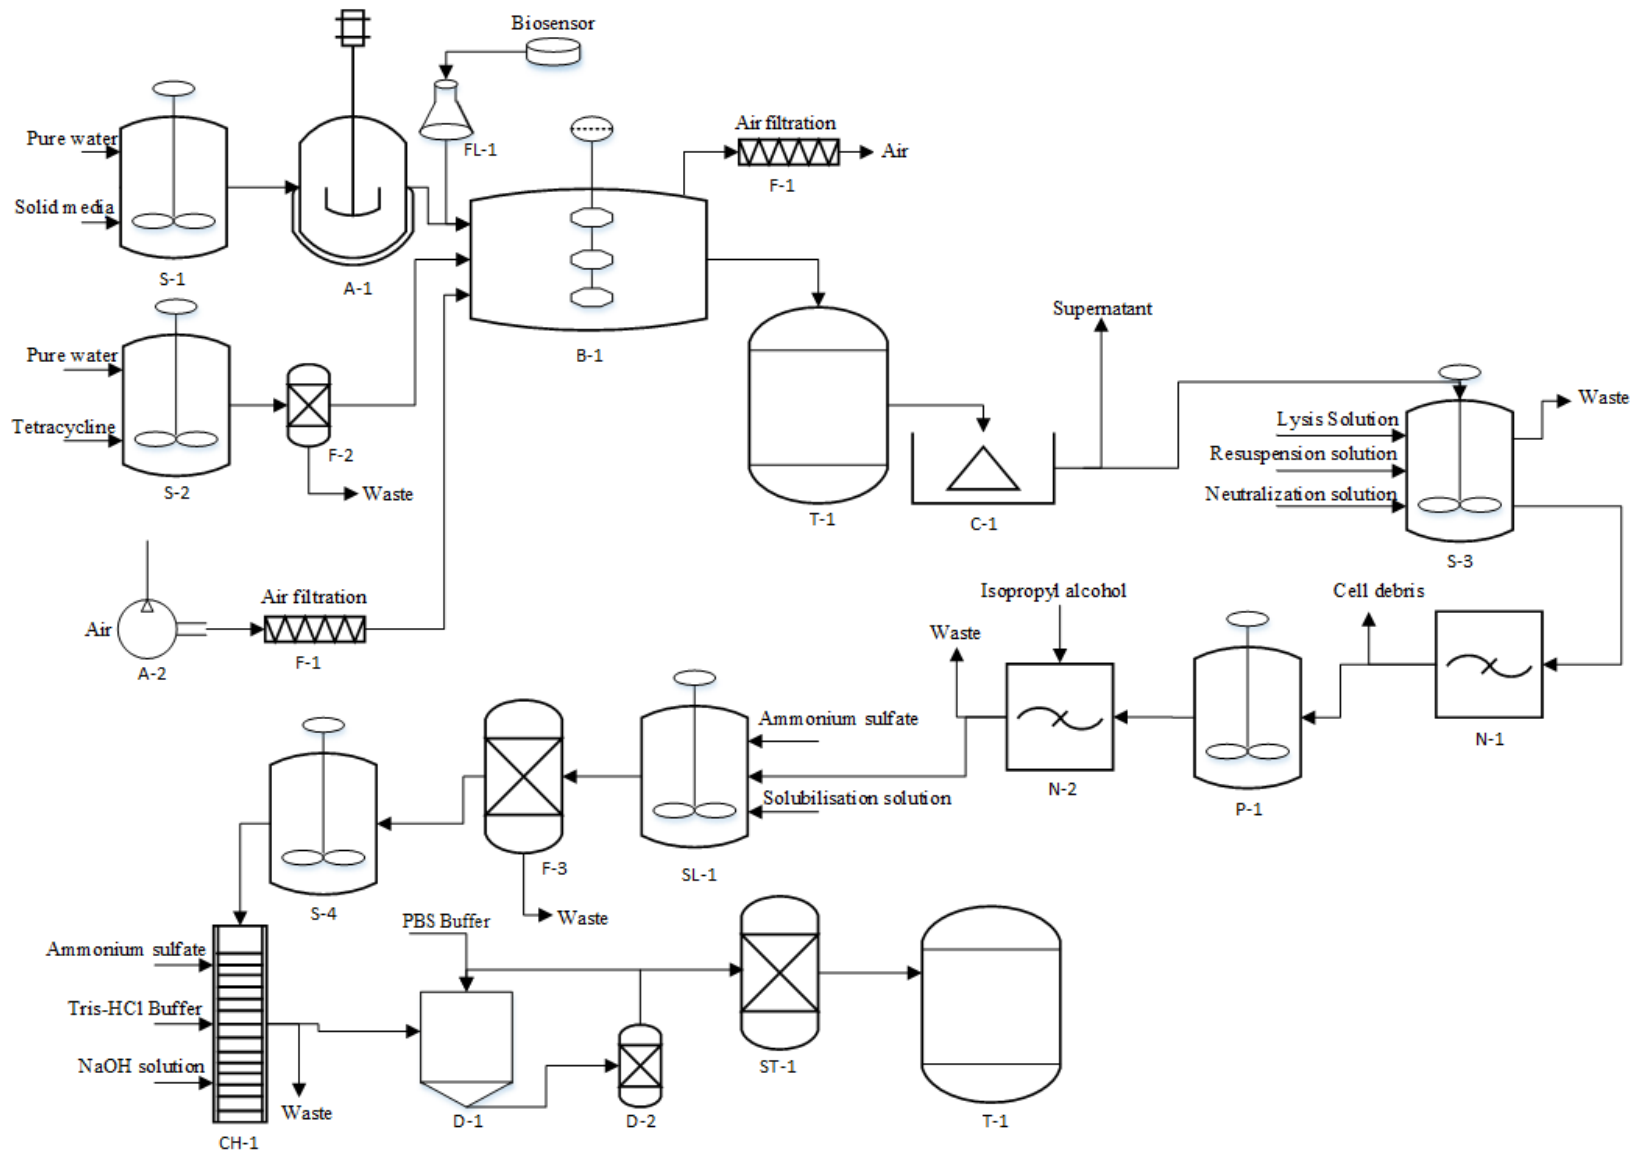 Biosensor
Pure water
Solid media
S-1
A-1
FL-1
Air filtration
Air
F-1
B-1
Pure water
Tetracycline
S-2
F-2
Waste
Air
A-2
Air filtration
F-1
T-1
Supernatant
C-1
Lysis Solution
Resuspension solution
Neutralization solution
Waste
S-3
Cell debris
N-1
P-1
Isopropyl alcohol
Waste
N-2
Ammonium sulfate
Solubilisation solution
SL-1
F-3
Waste
S-4
Ammonium sulfate
Tris-HCl Buffer
NaOH solution
Waste
CH-1
PBS Buffer
D-1
D-2
ST-1
T-1